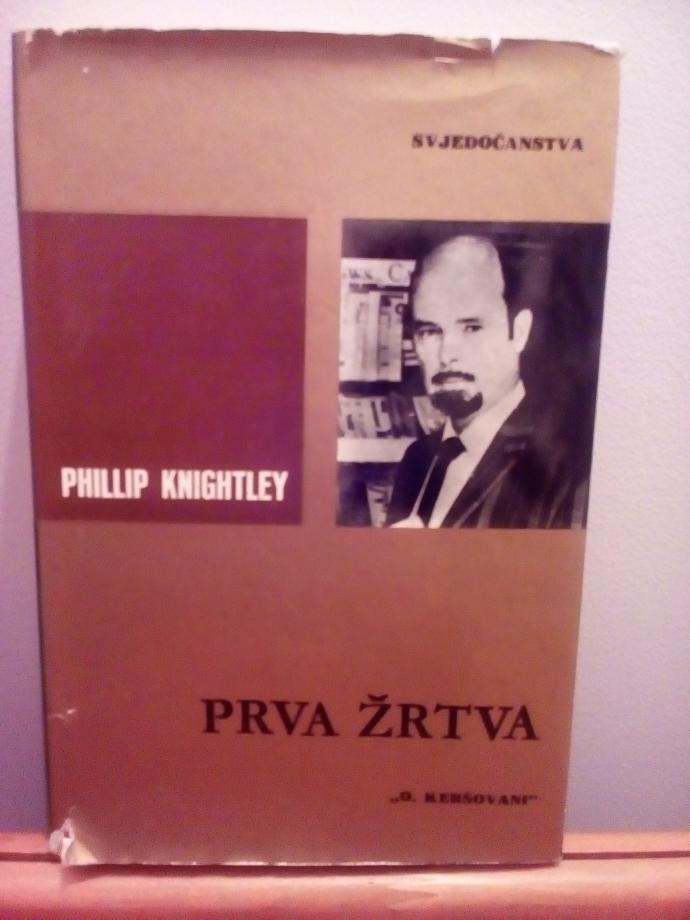 SVJEDOČANSTVA
PHILLIP KNIGHTLEY
PRVA ŽRTVA
„O. KERŠOVANI”